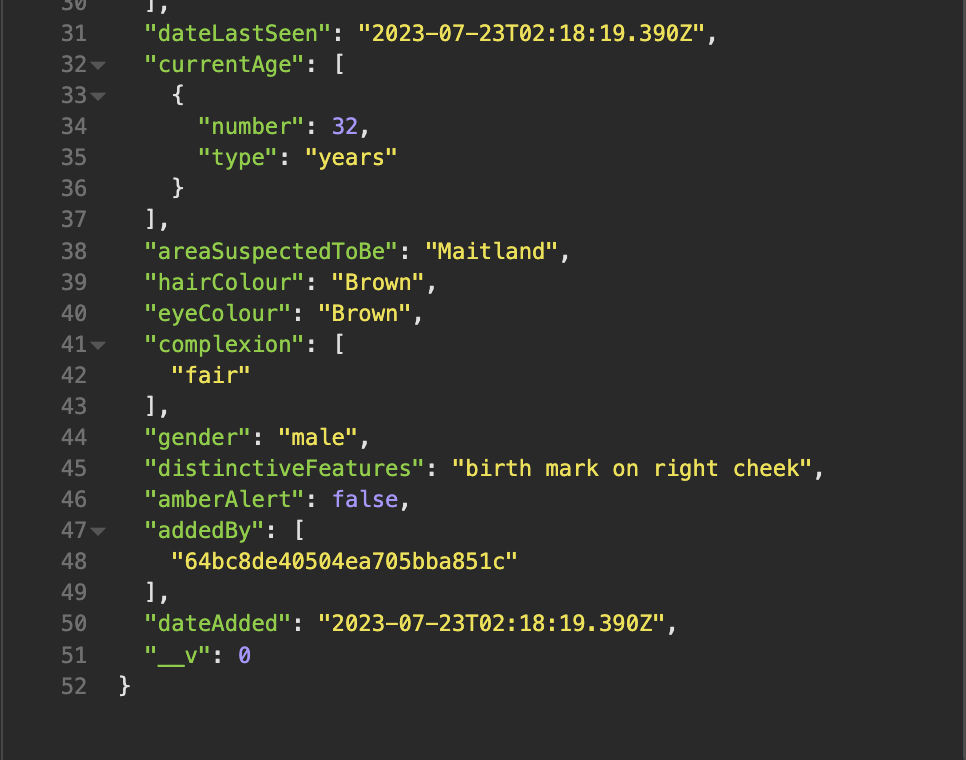 30 ],
31 "dateLastSeen": "2023-07-23T02:18:19.390Z",
32 "currentAge": [
33 {
34 "number": 32,
35 "type": "years"
36 }
37 ],
38 "areaSuspectedToBe": "Maitland",
39 "hairColour": "Brown",
40 "eyeColour": "Brown",
41 "complexion": [
42 "fair"
43 ],
44 "gender": "male",
45 "distinctiveFeatures": "birth mark on right cheek",
46 "amberAlert": false,
47 "addedBy": [
48 "64bc8de40504ea705bba851c"
49 ],
50 "dateAdded": "2023-07-23T02:18:19.390Z",
51 "__v": 0
52 }